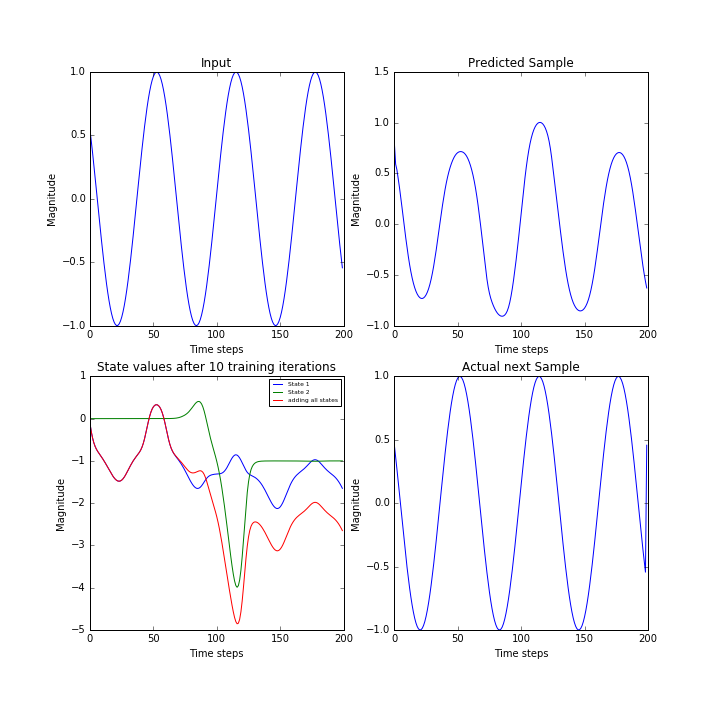 Input
1.0
0.5
0.0
−0.5
−1.0
Magnitude
0 50 100 150 200
Time steps
Predicted Sample
1.5
1.0
0.5
0.0
−0.5
−1.0
Magnitude
0 50 100 150 200
Time steps
State values after 10 training iterations
1
0
−1
−2
−3
−4
−5
Magnitude
State 1
State 2
adding all states
0 50 100 150 200
Time steps
Actual next Sample
1.0
0.5
0.0
−0.5
−1.0
Magnitude
0 50 100 150 200
Time steps